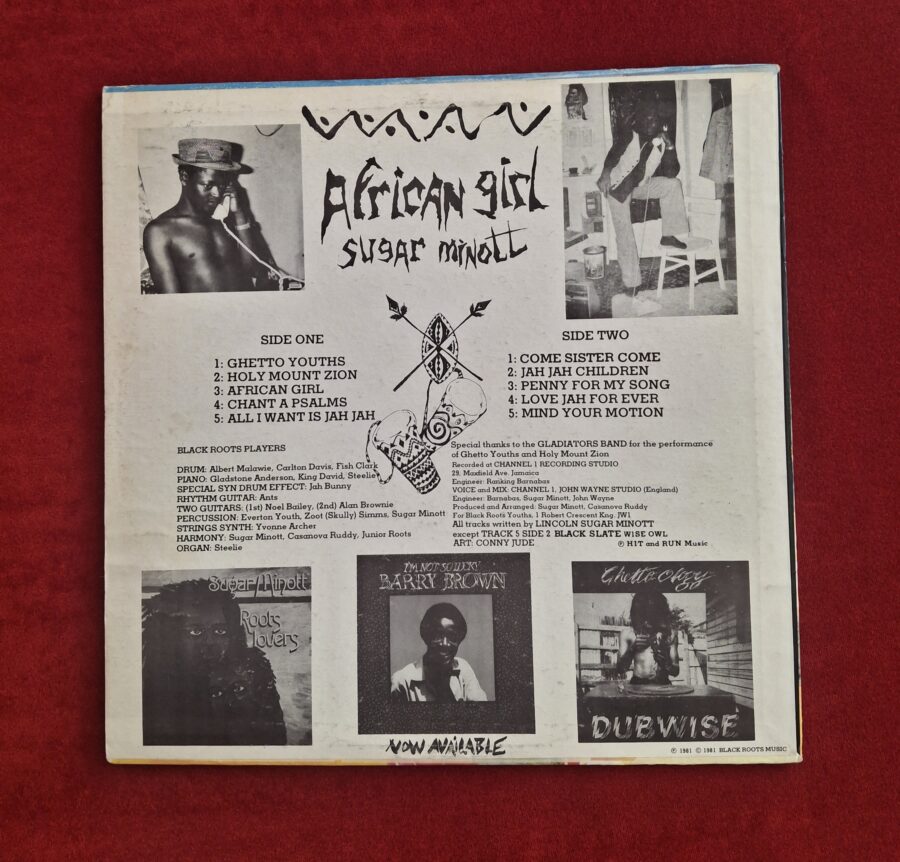 African girl
sugar minott
SIDE ONE
1: GHETTO YOUTHS
2: HOLY MOUNT ZION
3: AFRICAN GIRL
4: CHANT A PSALMS
5: ALL I WANT IS JAH JAH
SIDE TWO
1: COME SISTER COME
2: JAH JAH CHILDREN
3: PENNY FOR MY SONG
4: LOVE JAH FOR EVER
5: MIND YOUR MOTION
BLACK ROOTS PLAYERS
DRUM: Albert Malawie, Carlton Davis, Fish Clark
PIANO: Gladstone Anderson, King David, Steelie
SPECIAL SYN DRUM EFFECT: Jah Bunny
RHYTHM GUITAR: Ants
TWO GUITARS: (1st) Noel Bailey, (2nd) Alan Brownie
PERCUSSION: Everton Youth, Zoot (Skully) Simms, Sugar Minott
STRINGS SYNTH: Yvonne Archer
HARMONY: Sugar Minott, Casanova Ruddy, Junior Roots
ORGAN: Steelie
Special thanks to the GLADIATORS BAND for the performance
of Ghetto Youths and Holy Mount Zion
Recorded at CHANNEL 1 RECORDING STUDIO
29, Maxfield Ave. Jamaica
Engineer: Ranking Barnabas
VOICE and MIX: CHANNEL 1, JOHN WAYNE STUDIO (England)
Engineer: Barnabas, Sugar Minott, John Wayne
Produced and Arranged: Sugar Minott, Casanova Ruddy
For Black Roots Youths, 1 Robert Crescent King. JW1
All tracks written by LINCOLN SUGAR MINOTT
except TRACK 5 SIDE 2 BLACK SLATE WISE OWL
ART: CONNY JUDE
℗ HIT and RUN Music
Sugar Minott
Roots
lovers
I'M NOT SO LUCKY
BARRY BROWN
Ghetto-ology
DUBWISE
NOW AVAILABLE
℗ 1981 © 1981 BLACK ROOTS MUSIC